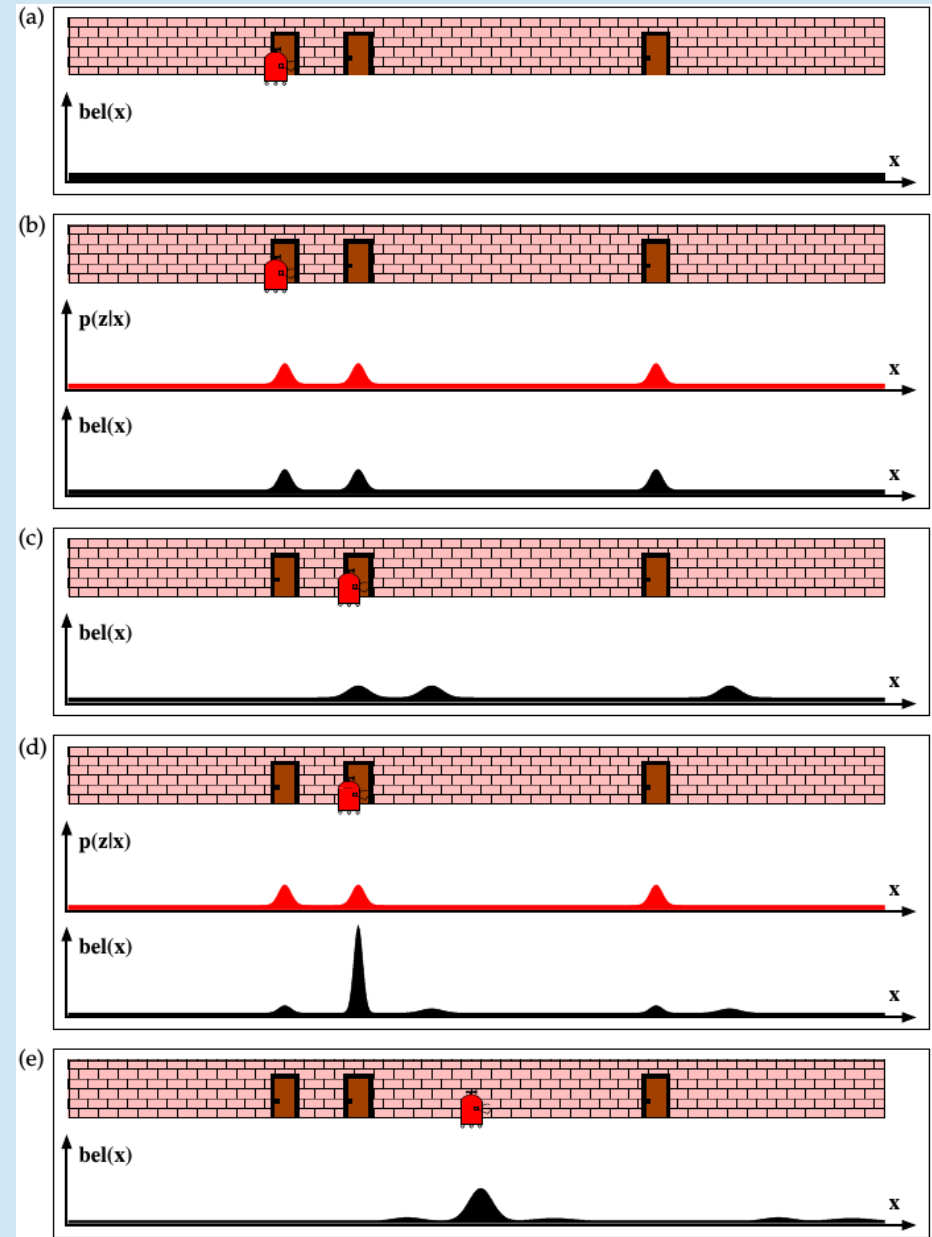 (a)
bel(x)
x
(b)
p(z|x)
x
bel(x)
x
(c)
bel(x)
x
(d)
p(z|x)
x
bel(x)
x
(e)
bel(x)
x